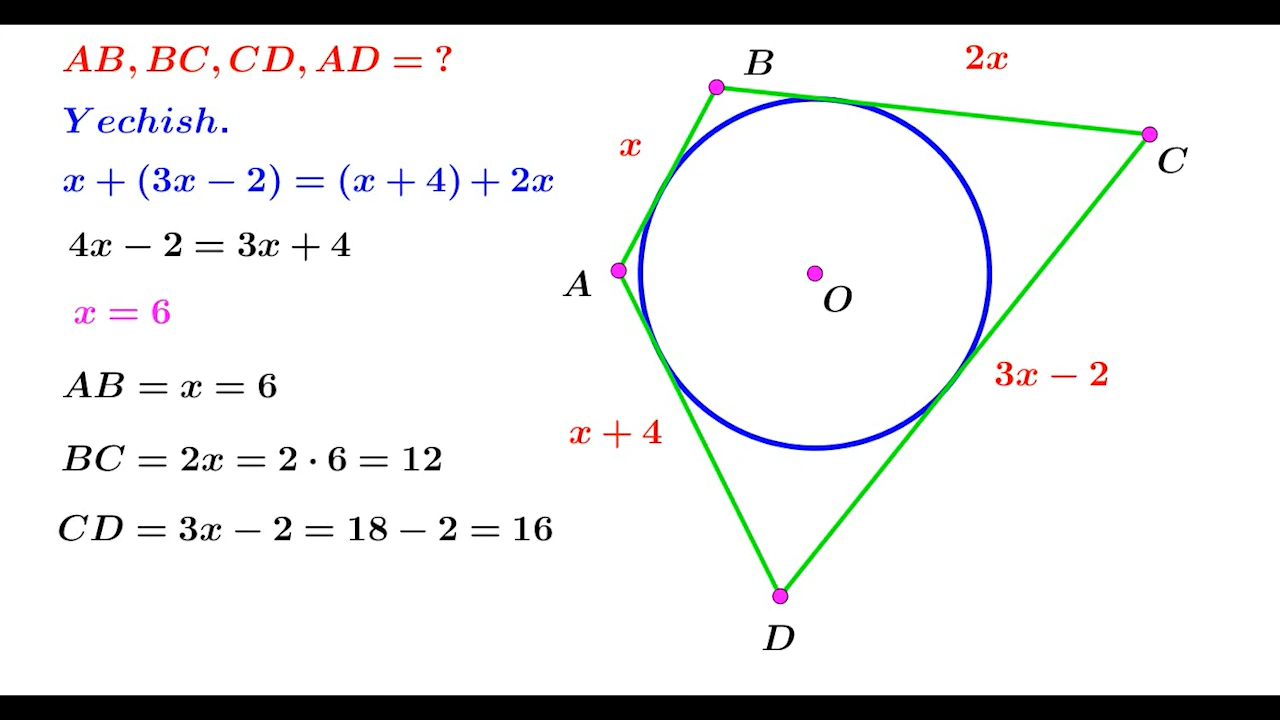 AB, BC, CD, AD = ?
Yechish.
x + (3x − 2) = (x + 4) + 2x
4x − 2 = 3x + 4
x = 6
AB = x = 6
BC = 2x = 2 · 6 = 12
CD = 3x − 2 = 18 − 2 = 16
B
2x
x
C
A
O
3x − 2
x + 4
D